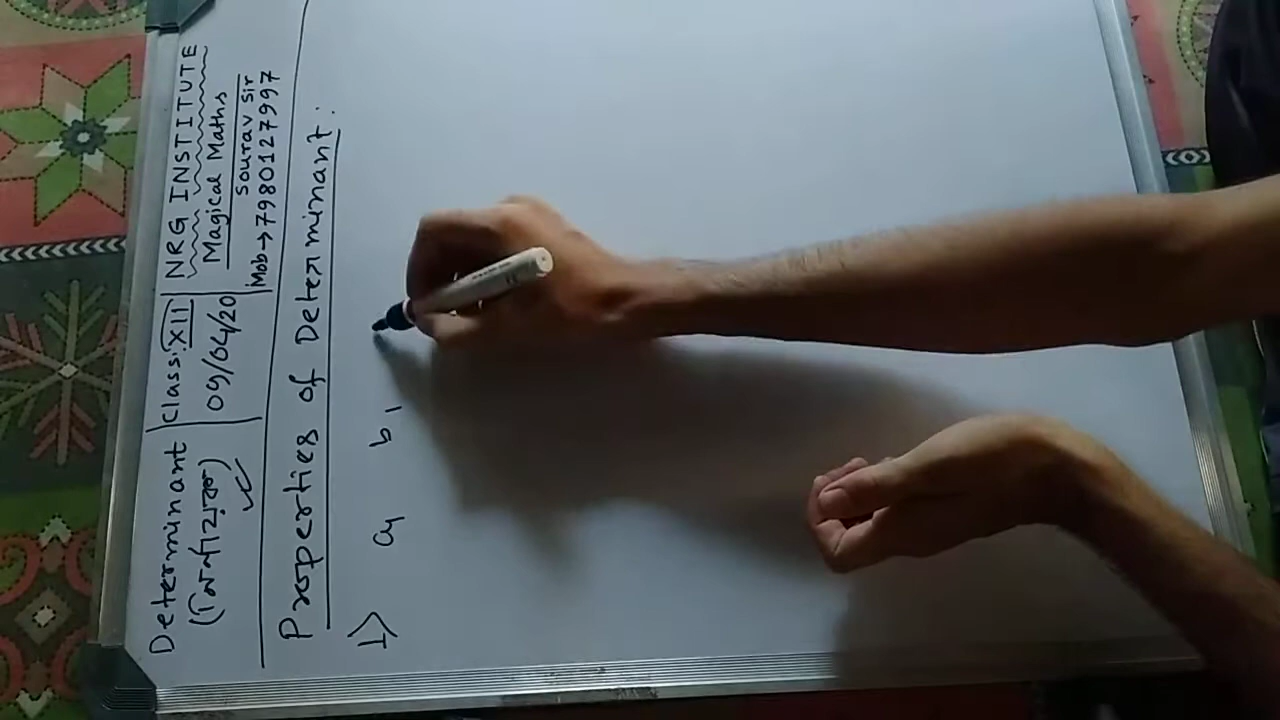 Determinant
(নির্ণায়ক)
Class: XII
09/04/20
NRG INSTITUTE
Magical Maths
Sourav Sir
Mob→7980127997
Properties of Determinant:
1> a₁ b₁